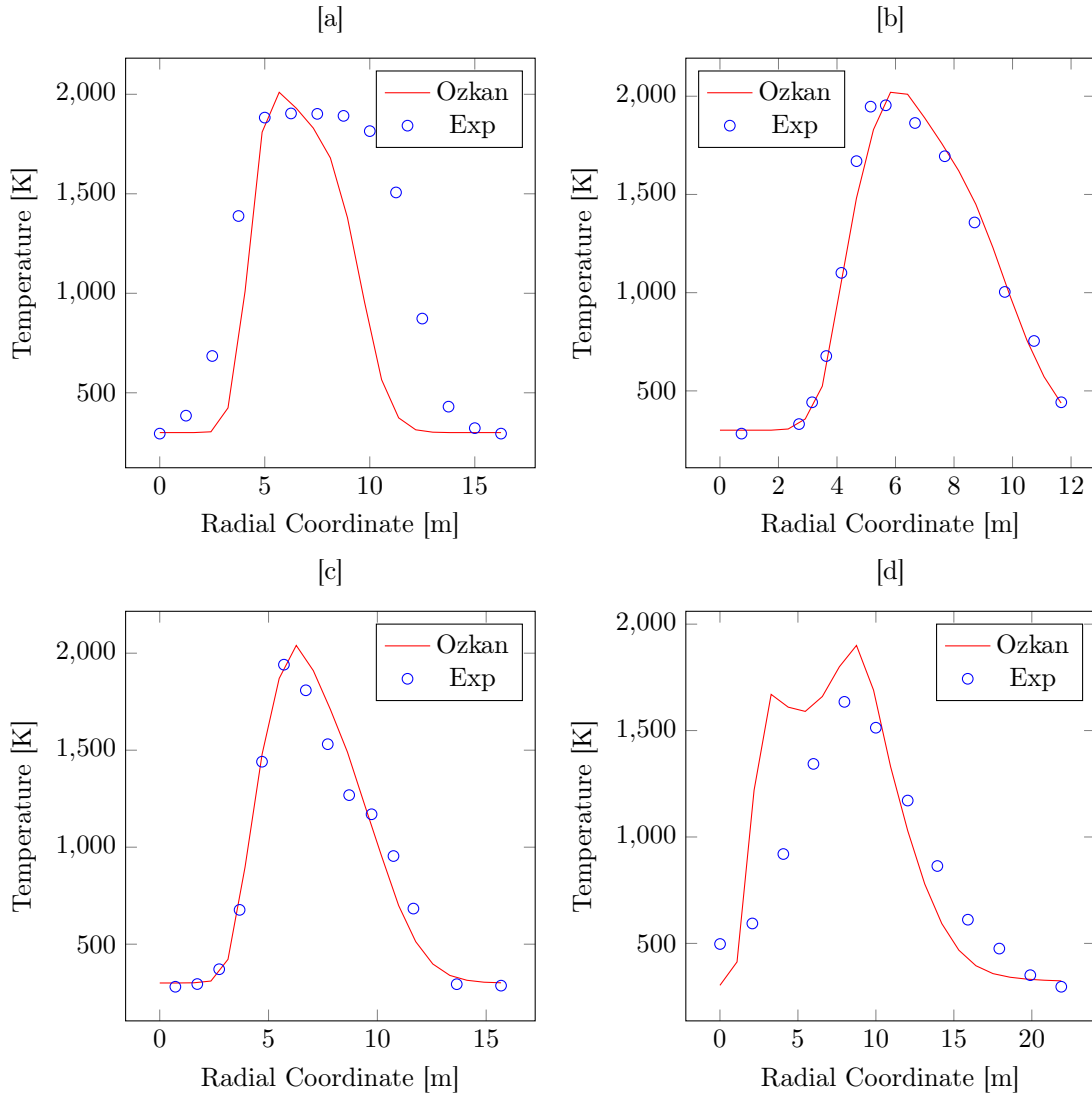 [a]
2,000
1,500
1,000
500
Temperature [K]
Ozkan
Exp
0 5 10 15
Radial Coordinate [m]
[b]
2,000
1,500
1,000
500
Temperature [K]
Ozkan
Exp
0 2 4 6 8 10 12
Radial Coordinate [m]
[c]
2,000
1,500
1,000
500
Temperature [K]
Ozkan
Exp
0 5 10 15
Radial Coordinate [m]
[d]
2,000
1,500
1,000
500
Temperature [K]
Ozkan
Exp
0 5 10 15 20
Radial Coordinate [m]